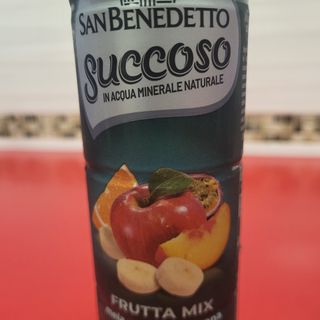 SAN BENEDETTO
Succoso
IN ACQUA MINERALE NATURALE
FRUTTA MIX